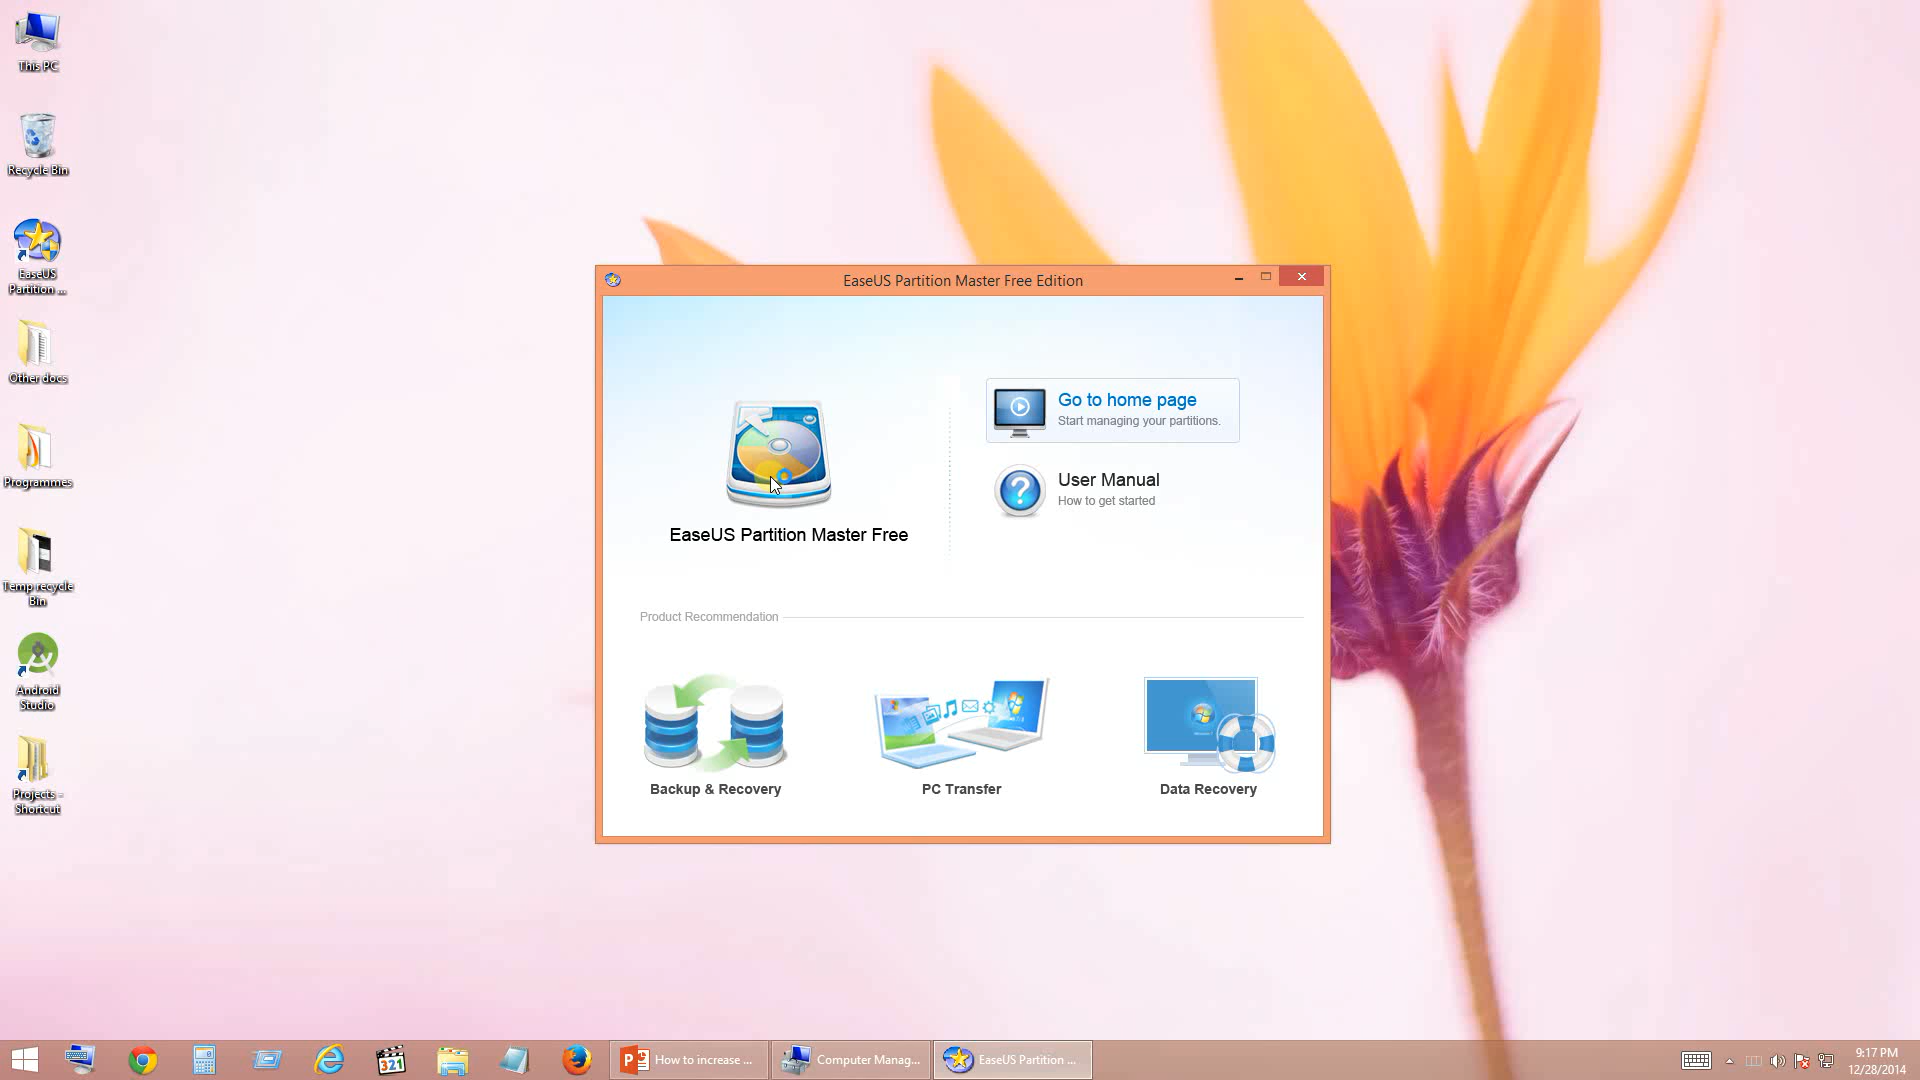 This PC
Recycle Bin
EaseUS
Partition ...
Other docs
Programmes
Temp recycle
Bin
Android
Studio
Projects -
Shortcut
EaseUS Partition Master Free Edition
Go to home page
Start managing your partitions.
User Manual
How to get started
EaseUS Partition Master Free
Product Recommendation
Backup & Recovery
PC Transfer
Data Recovery
321
How to increase ...
Computer Manag...
EaseUS Partition ...
9:17 PM
12/28/2014